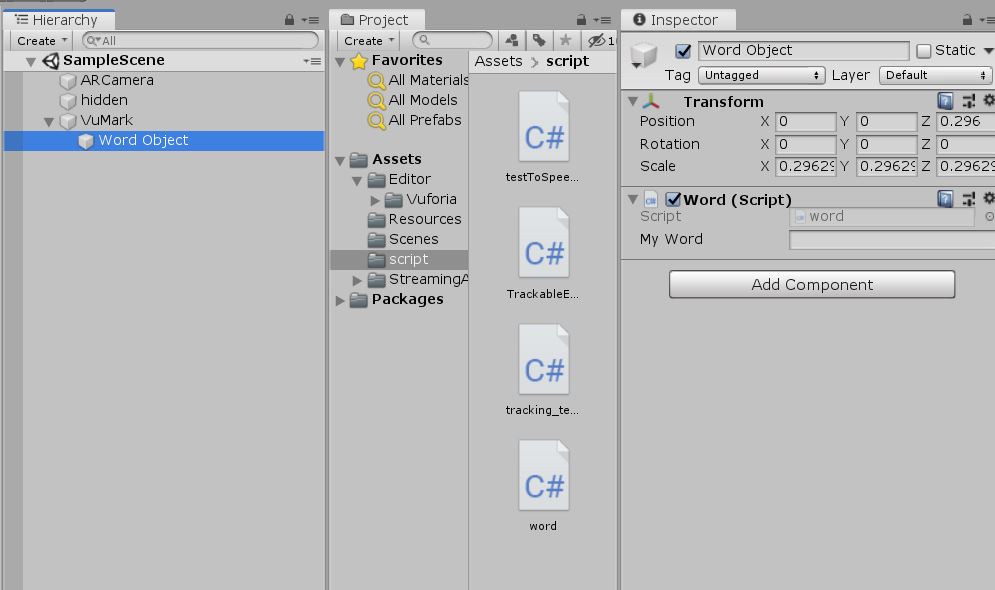 Hierarchy
Create
All
SampleScene
ARCamera
hidden
VuMark
Word Object
Project
Create
1
Favorites
All Materials
All Models
All Prefabs
Assets
Editor
Vuforia
Resources
Scenes
script
StreamingA
Packages
Assets > script
C#
testToSpee...
C#
TrackableE...
C#
tracking_te...
C#
word
Inspector
Word Object Static
Tag Untagged Layer Default
Transform
Position X 0 Y 0 Z 0.296
Rotation X 0 Y 0 Z 0
Scale X 0.29629 Y 0.29629 Z 0.29629
Word (Script)
Script word
My Word
Add Component